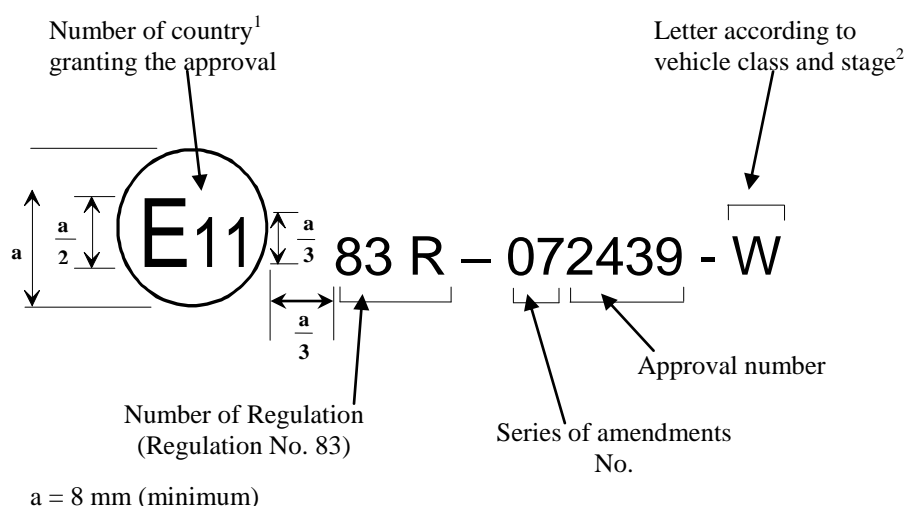 Number of country¹
granting the approval
Letter according to
vehicle class and stage²
a
a
2
E11
a
3
83 R – 072439 - W
a
3
Approval number
Number of Regulation
(Regulation No. 83)
Series of amendments
No.
a = 8 mm (minimum)